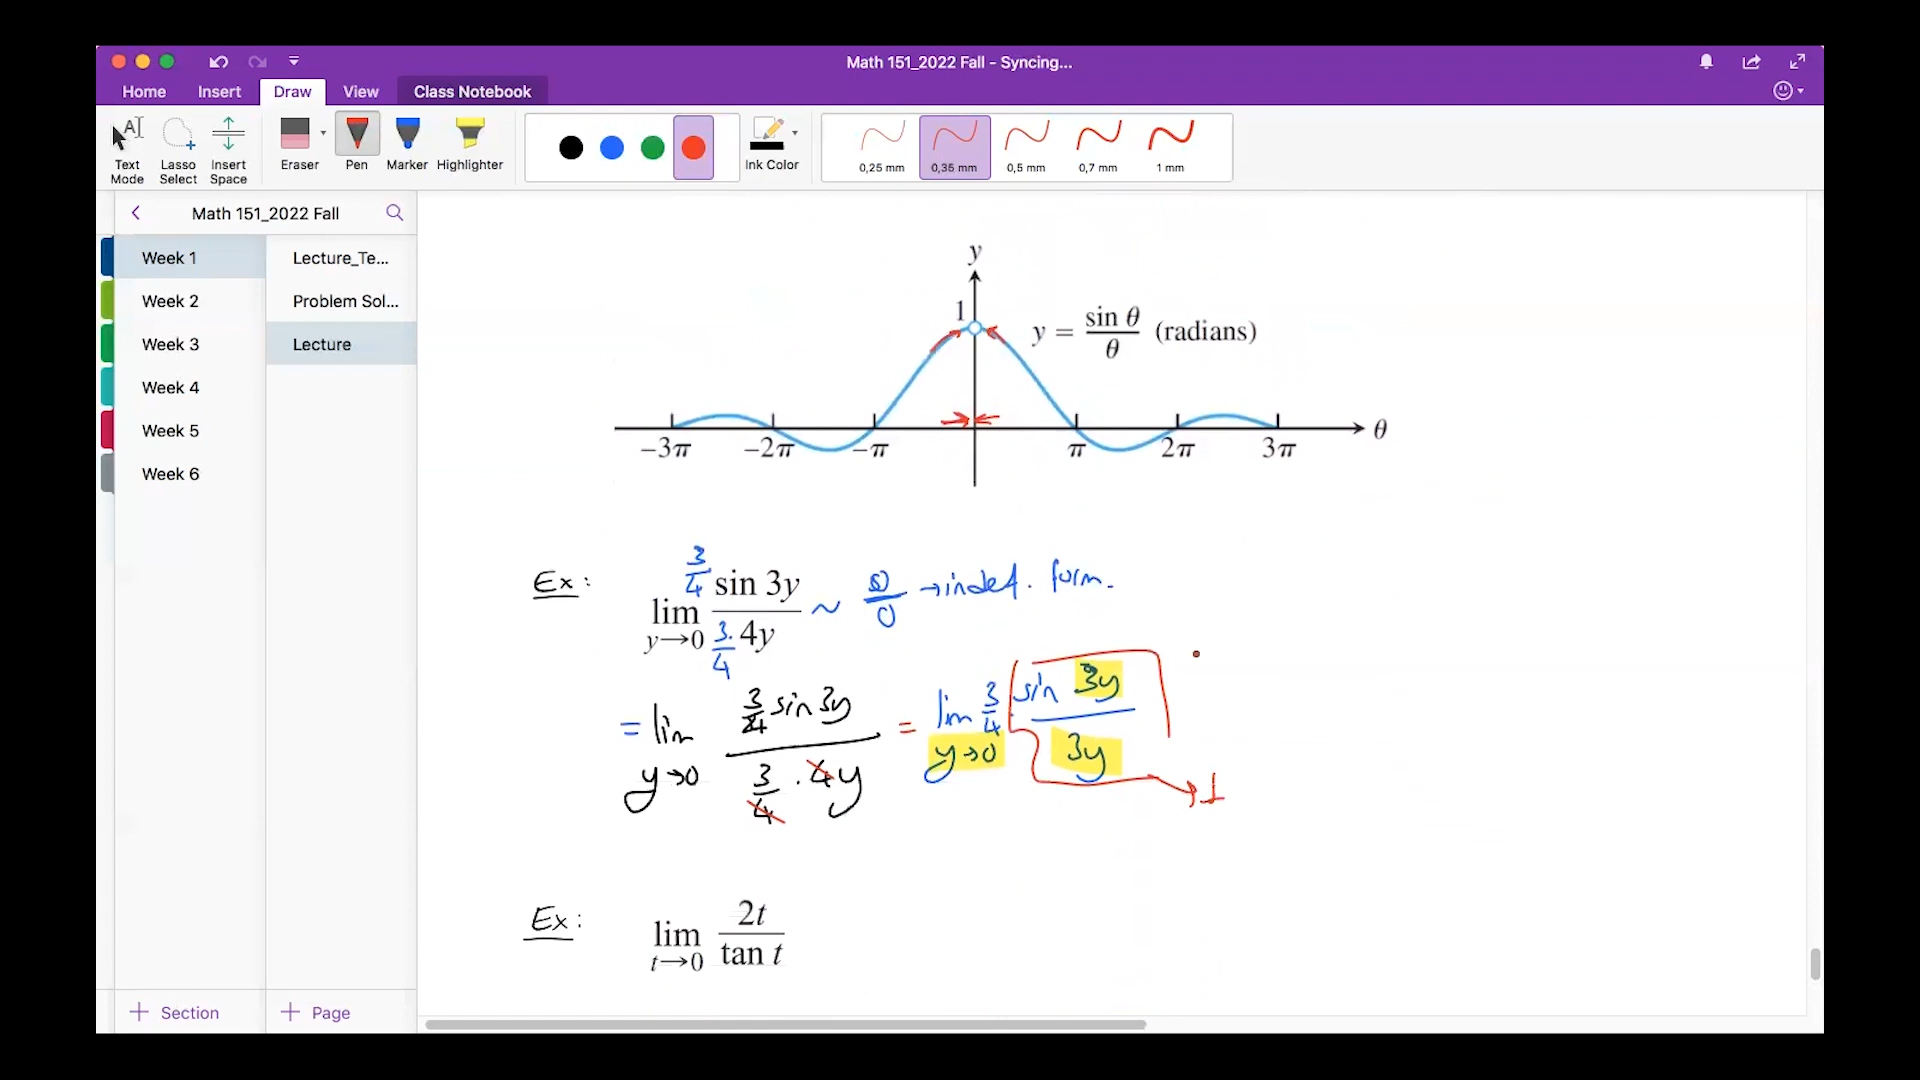 Math 151_2022 Fall - Syncing...
Home Insert Draw View Class Notebook
Text Mode
Lasso Select
Insert Space
Eraser
Pen
Marker
Highlighter
Ink Color
0,25 mm 0,35 mm 0,5 mm 0,7 mm 1 mm
Math 151_2022 Fall
Week 1
Week 2
Week 3
Week 4
Week 5
Week 6
Lecture_Te...
Problem Sol...
Lecture
+ Section
+ Page
y
1
y = sin θ / θ (radians)
θ
−3π −2π −π π 2π 3π
Ex: lim y→0 3/4 sin 3y / 3/4 · 4y ~ 0/0 → indet. form.
= lim y→0 3/4 sin 3y / 3/4 · 4y = lim y→0 3/4 sin 3y / 3y → 1
Ex: lim t→0 2t / tan t